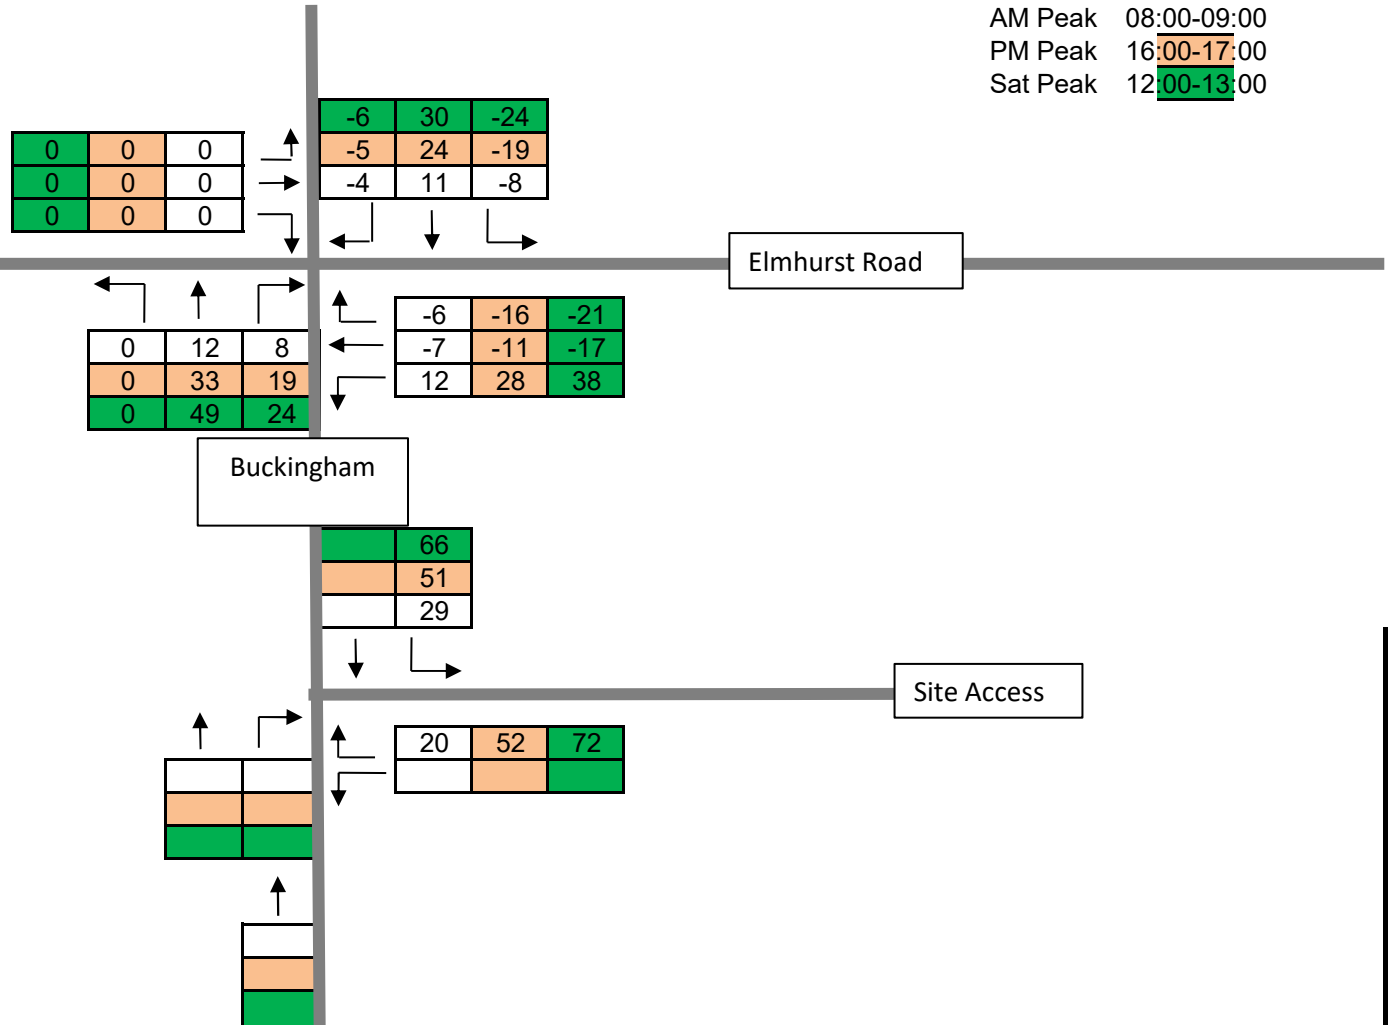 AM Peak 08:00-09:00
PM Peak 16:00-17:00
Sat Peak 12:00-13:00
-6 30 -24
-5 24 -19
-4 11 -8
0 0 0
0 0 0
0 0 0
Elmhurst Road
-6 -16 -21
-7 -11 -17
12 28 38
0 12 8
0 33 19
0 49 24
Buckingham
66
51
29
Site Access
20 52 72